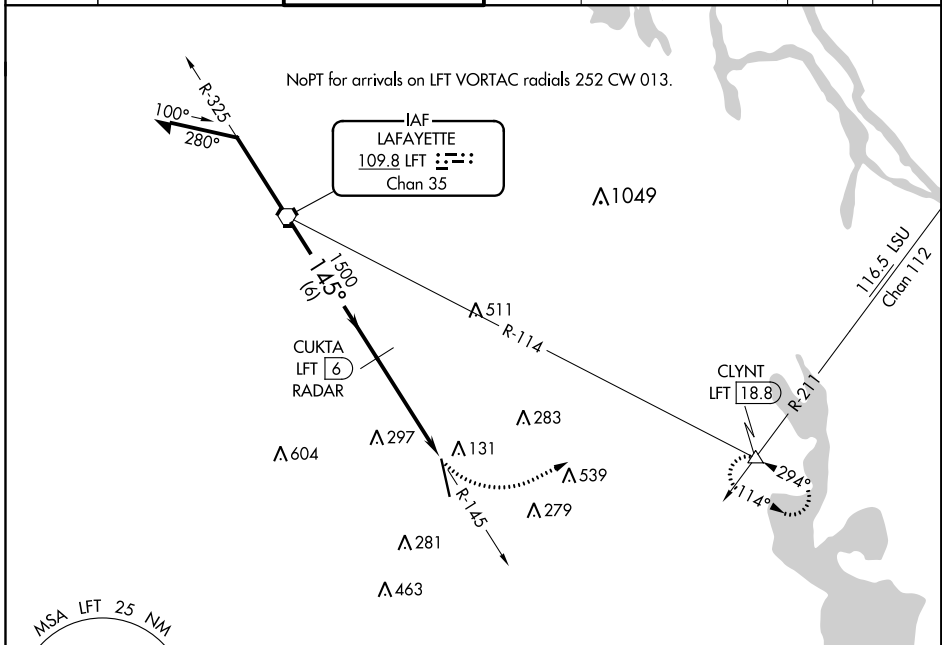 NoPT for arrivals on LFT VORTAC radials 252 CW 013.
R-325
100°
280°
IAF
LAFAYETTE
109.8 LFT
Chan 35
1049
116.5 LSU
Chan 112
1500
145°
(6)
511
R-114
CUKTA
LFT 6
RADAR
CLYNT
LFT 18.8
R-211
283
297
131
604
539
294°
114°
R-145
279
281
463
MSA LFT 25 NM